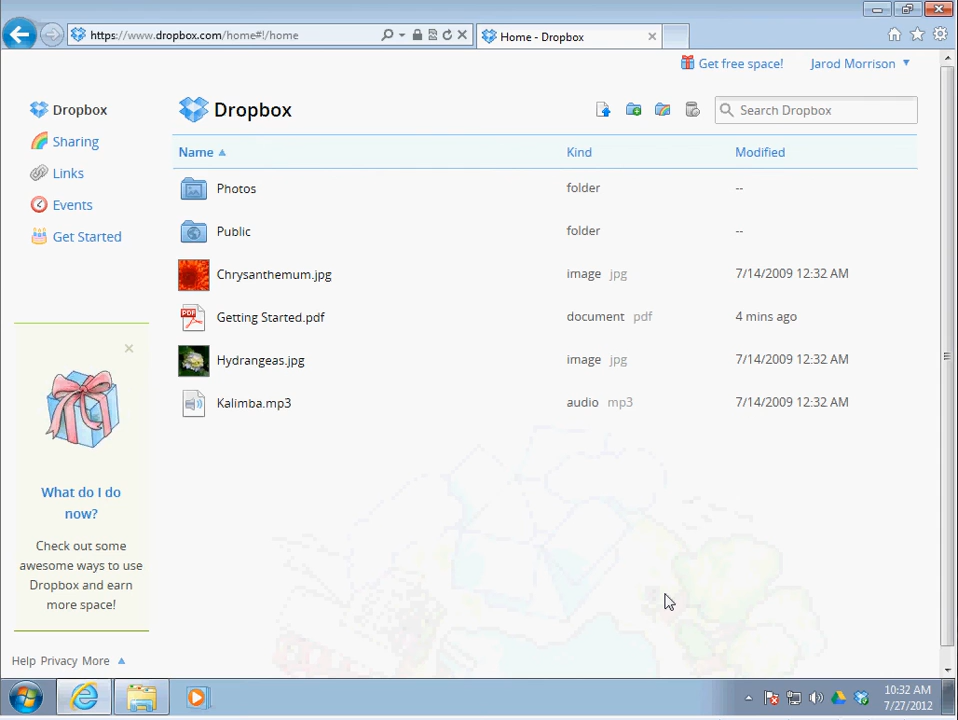 https://www.dropbox.com/home#!/home
Home - Dropbox
Get free space!
Jarod Morrison
Dropbox
Sharing
Links
Events
Get Started
Dropbox
Search Dropbox
Name Kind Modified
Photos folder --
Public folder --
Chrysanthemum.jpg image jpg 7/14/2009 12:32 AM
Getting Started.pdf document pdf 4 mins ago
Hydrangeas.jpg image jpg 7/14/2009 12:32 AM
Kalimba.mp3 audio mp3 7/14/2009 12:32 AM
What do I do
now?
Check out some
awesome ways to use
Dropbox and earn
more space!
Help Privacy More
10:32 AM
7/27/2012